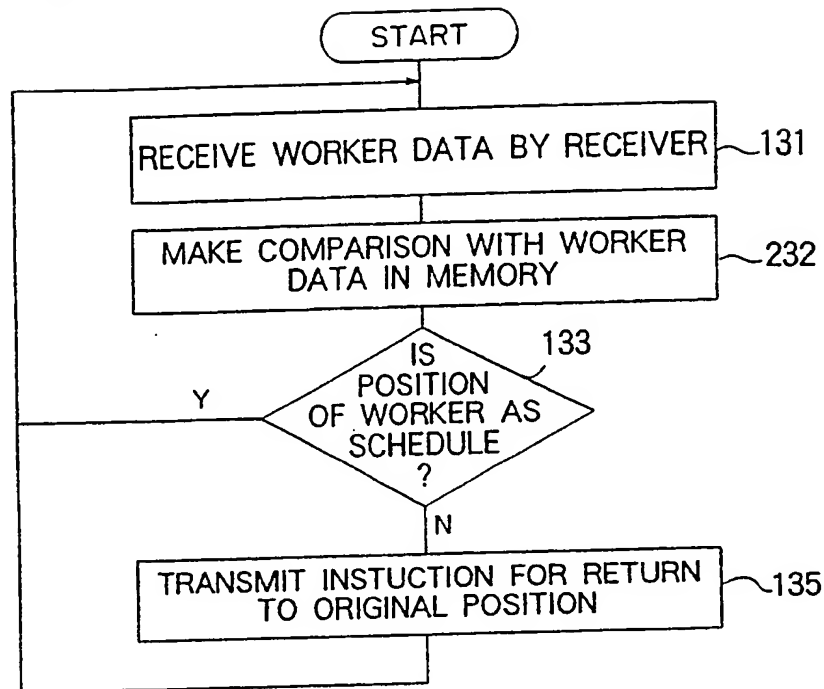 START
RECEIVE WORKER DATA BY RECEIVER
131
MAKE COMPARISON WITH WORKER
DATA IN MEMORY
232
133
IS
POSITION
OF WORKER AS
SCHEDULE
?
Y
N
TRANSMIT INSTUCTION FOR RETURN
TO ORIGINAL POSITION
135